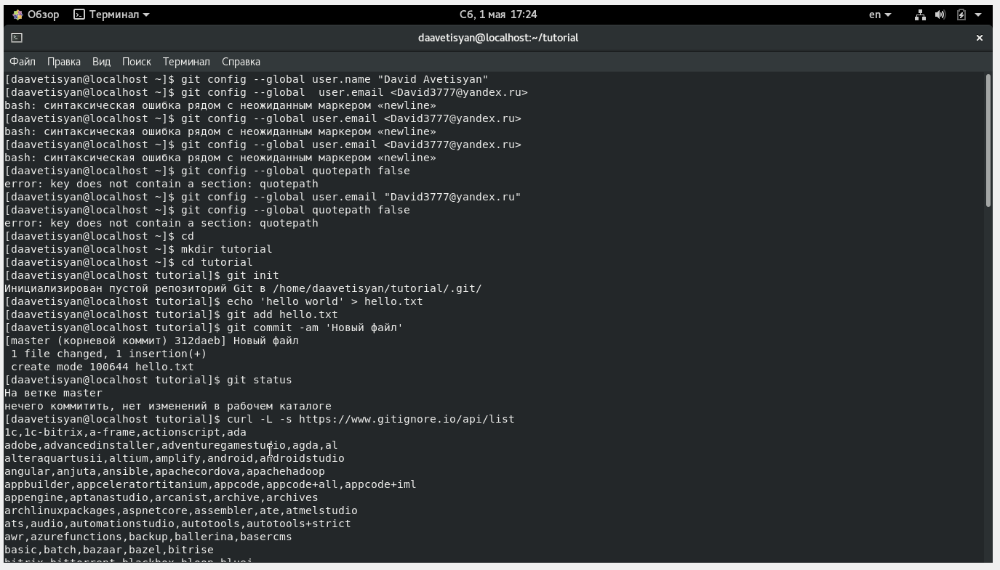 Обзор Терминал Сб, 1 мая 17:24 en
daavetisyan@localhost:~/tutorial ×
Файл Правка Вид Поиск Терминал Справка
[daavetisyan@localhost ~]$ git config --global user.name "David Avetisyan"
[daavetisyan@localhost ~]$ git config --global  user.email <David3777@yandex.ru>
bash: синтаксическая ошибка рядом с неожиданным маркером «newline»
[daavetisyan@localhost ~]$ git config --global user.email <David3777@yandex.ru>
bash: синтаксическая ошибка рядом с неожиданным маркером «newline»
[daavetisyan@localhost ~]$ git config --global user.email <David3777@yandex.ru>
bash: синтаксическая ошибка рядом с неожиданным маркером «newline»
[daavetisyan@localhost ~]$ git config --global quotepath false
error: key does not contain a section: quotepath
[daavetisyan@localhost ~]$ git config --global user.email "David3777@yandex.ru"
[daavetisyan@localhost ~]$ git config --global quotepath false
error: key does not contain a section: quotepath
[daavetisyan@localhost ~]$ cd
[daavetisyan@localhost ~]$ mkdir tutorial
[daavetisyan@localhost ~]$ cd tutorial
[daavetisyan@localhost tutorial]$ git init
Инициализирован пустой репозиторий Git в /home/daavetisyan/tutorial/.git/
[daavetisyan@localhost tutorial]$ echo 'hello world' > hello.txt
[daavetisyan@localhost tutorial]$ git add hello.txt
[daavetisyan@localhost tutorial]$ git commit -am 'Новый файл'
[master (корневой коммит) 312daeb] Новый файл
 1 file changed, 1 insertion(+)
 create mode 100644 hello.txt
[daavetisyan@localhost tutorial]$ git status
На ветке master
нечего коммитить, нет изменений в рабочем каталоге
[daavetisyan@localhost tutorial]$ curl -L -s https://www.gitignore.io/api/list
1c,1c-bitrix,a-frame,actionscript,ada
adobe,advancedinstaller,adventuregamestudio,agda,al
alteraquartusii,altium,amplify,android,androidstudio
angular,anjuta,ansible,apachecordova,apachehadoop
appbuilder,appceleratortitanium,appcode,appcode+all,appcode+iml
appengine,aptanastudio,arcanist,archive,archives
archlinuxpackages,aspnetcore,assembler,ate,atmelstudio
ats,audio,automationstudio,autotools,autotools+strict
awr,azurefunctions,backup,ballerina,basercms
basic,batch,bazaar,bazel,bitrise
bitrix,bittorrent,blackbox,bloop,bluej